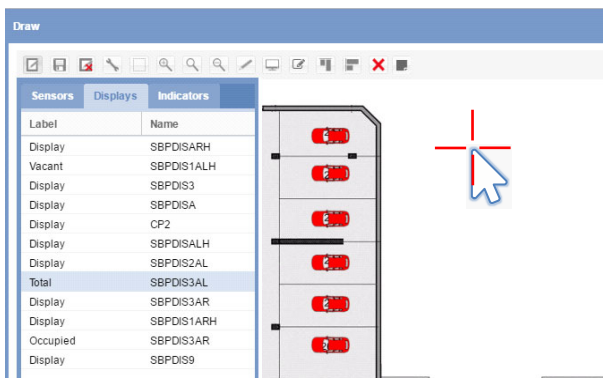 Draw
Sensors Displays Indicators
Label Name
Display SBPDISARH
Vacant SBPDIS1ALH
Display SBPDIS3
Display SBPDISA
Display CP2
Display SBPDISALH
Display SBPDIS2AL
Total SBPDIS3AL
Display SBPDIS3AR
Display SBPDIS1ARH
Occupied SBPDIS3AR
Display SBPDIS9